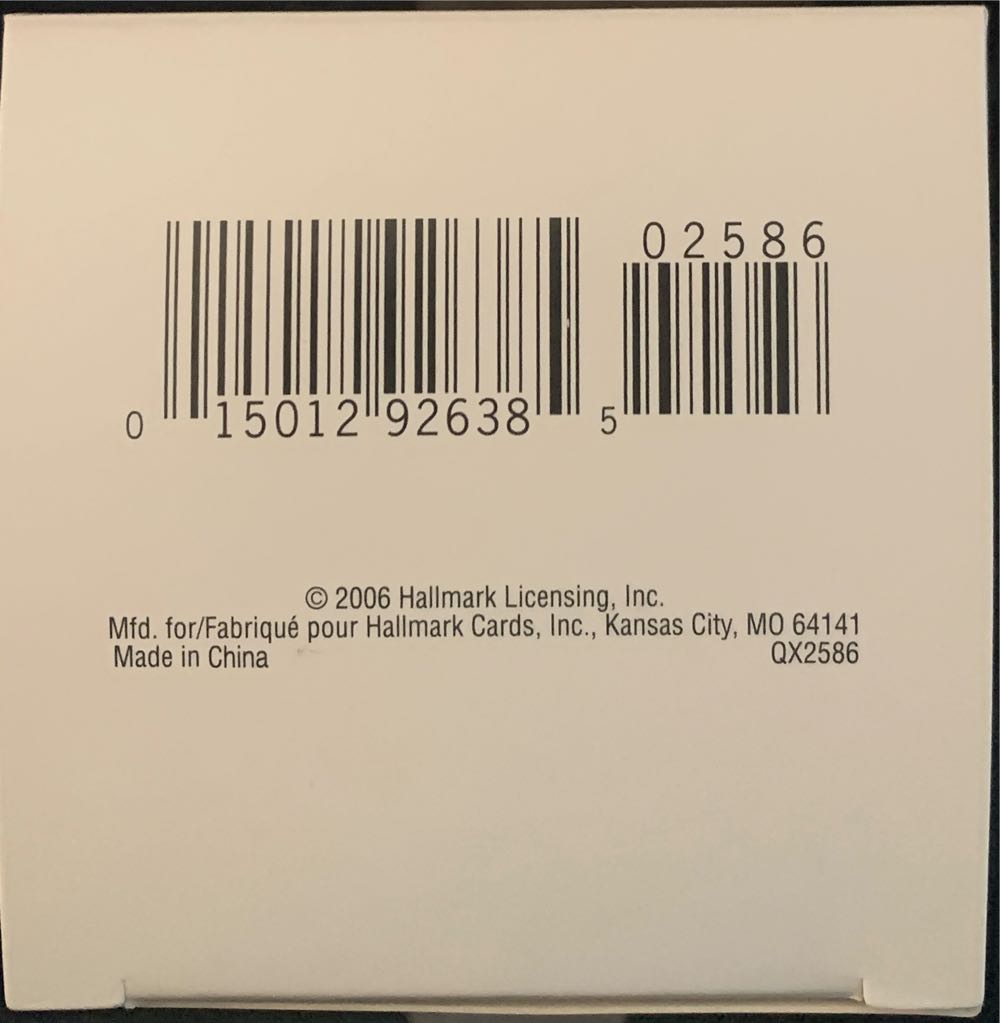 02586
0 15012 92638 5
© 2006 Hallmark Licensing, Inc.
Mfd. for/Fabriqué pour Hallmark Cards, Inc., Kansas City, MO 64141
Made in China QX2586